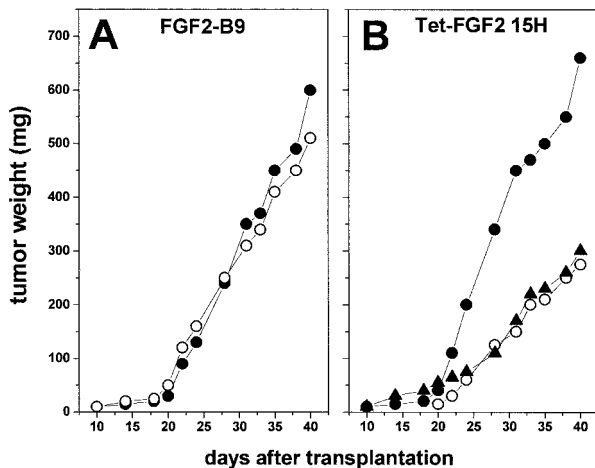 A
FGF2-B9
B
Tet-FGF2 15H
tumor weight (mg)
700
600
500
400
300
200
100
0
10 15 20 25 30 35 40
10 15 20 25 30 35 40
days after transplantation